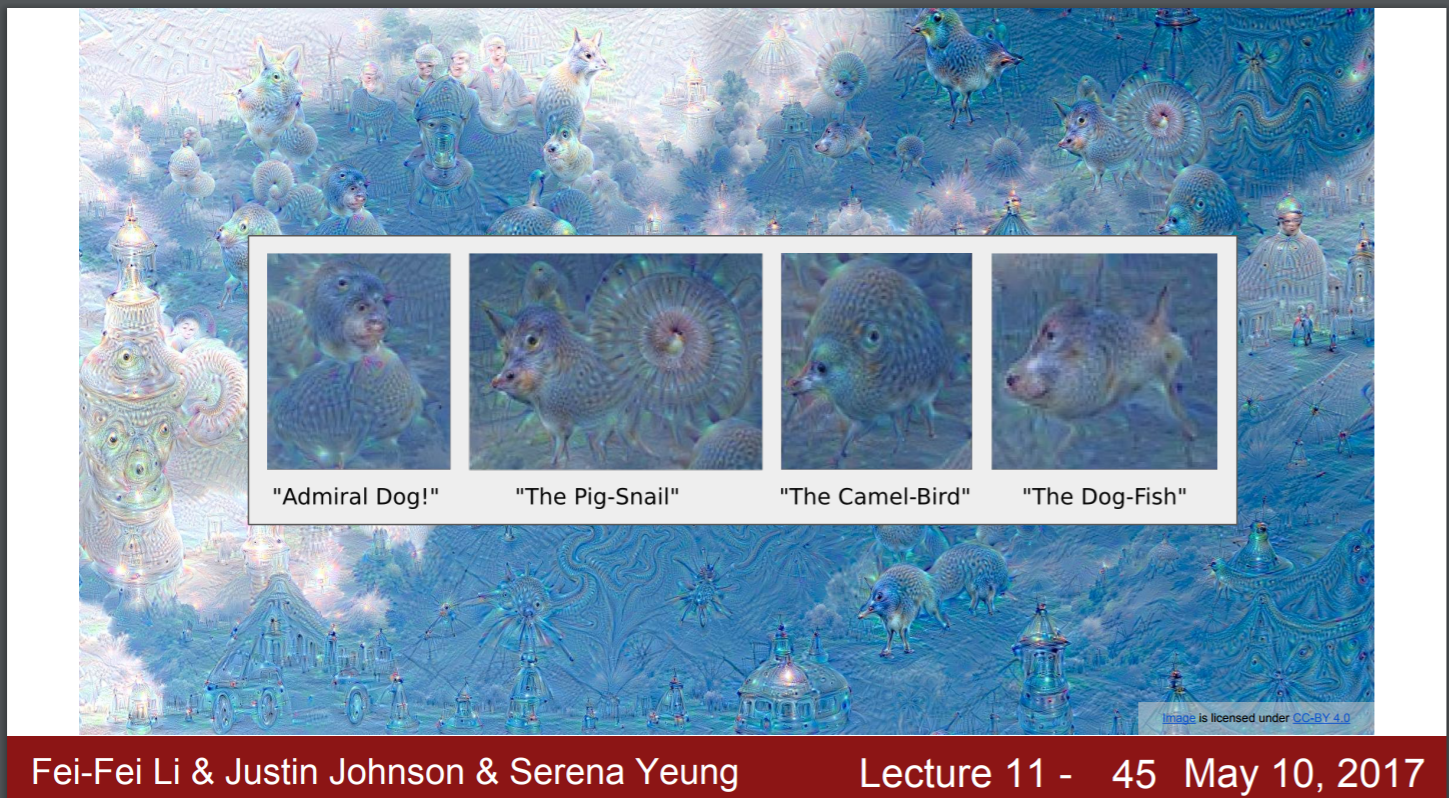 "Admiral Dog!" "The Pig-Snail" "The Camel-Bird" "The Dog-Fish"
Image is licensed under CC-BY 4.0
Fei-Fei Li & Justin Johnson & Serena Yeung Lecture 11 - 45 May 10, 2017